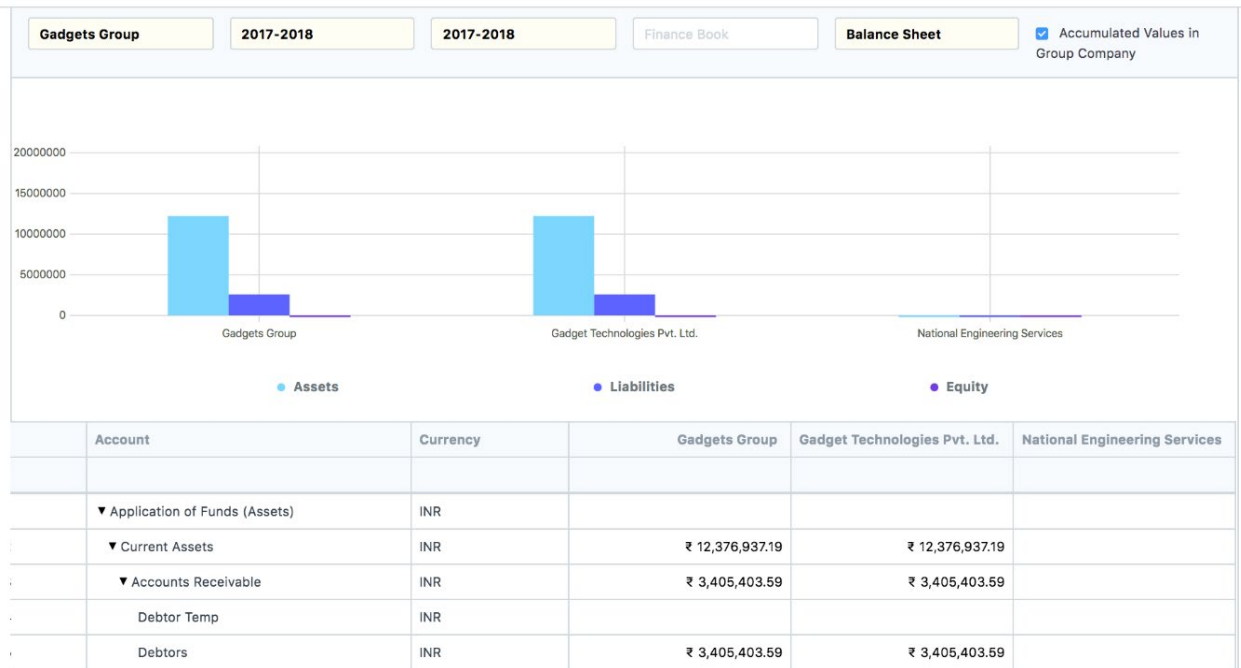 Gadgets Group 2017-2018 2017-2018 Finance Book Balance Sheet Accumulated Values in
Group Company
20000000
15000000
10000000
5000000
0
Gadgets Group Gadget Technologies Pvt. Ltd. National Engineering Services
Assets Liabilities Equity
Account Currency Gadgets Group Gadget Technologies Pvt. Ltd. National Engineering Services
▼ Application of Funds (Assets) INR
▼ Current Assets INR ₹ 12,376,937.19 ₹ 12,376,937.19
▼ Accounts Receivable INR ₹ 3,405,403.59 ₹ 3,405,403.59
Debtor Temp INR
Debtors INR ₹ 3,405,403.59 ₹ 3,405,403.59